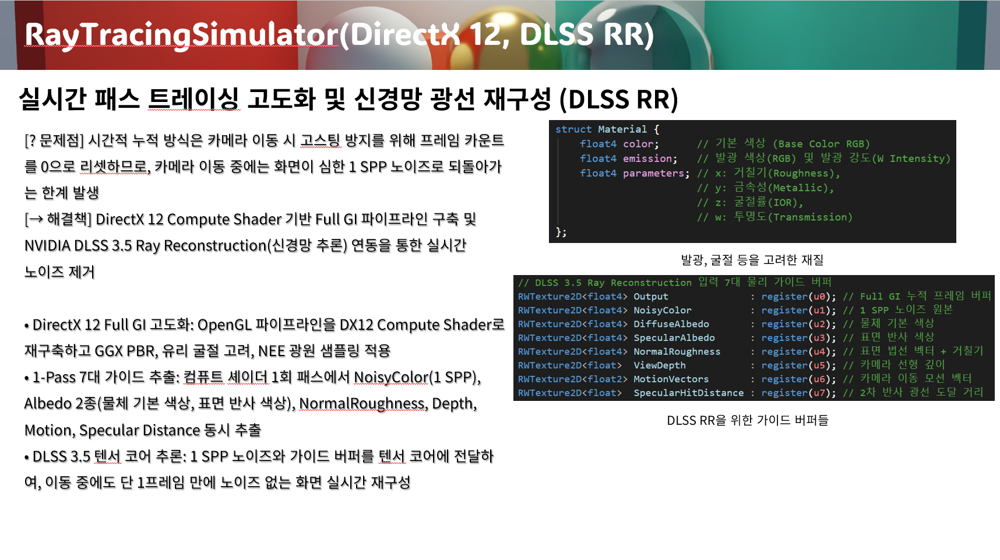 RayTracingSimulator(DirectX 12, DLSS RR)
실시간 패스 트레이싱 고도화 및 신경망 광선 재구성 (DLSS RR)
[? 문제점] 시간적 누적 방식은 카메라 이동 시 고스팅 방지를 위해 프레임 카운트
를 0으로 리셋하므로, 카메라 이동 중에는 화면이 심한 1 SPP 노이즈로 되돌아가
는 한계 발생
[→ 해결책] DirectX 12 Compute Shader 기반 Full GI 파이프라인 구축 및
NVIDIA DLSS 3.5 Ray Reconstruction(신경망 추론) 연동을 통한 실시간
노이즈 제거
• DirectX 12 Full GI 고도화: OpenGL 파이프라인을 DX12 Compute Shader로
재구축하고 GGX PBR, 유리 굴절 고려, NEE 광원 샘플링 적용
• 1-Pass 7대 가이드 추출: 컴퓨트 셰이더 1회 패스에서 NoisyColor(1 SPP),
Albedo 2종(물체 기본 색상, 표면 반사 색상), NormalRoughness, Depth,
Motion, Specular Distance 동시 추출
• DLSS 3.5 텐서 코어 추론: 1 SPP 노이즈와 가이드 버퍼를 텐서 코어에 전달하
여, 이동 중에도 단 1프레임 만에 노이즈 없는 화면 실시간 재구성
struct Material {
float4 color; // 기본 색상 (Base Color RGB)
float4 emission; // 발광 색상(RGB) 및 발광 강도(W Intensity)
float4 parameters; // x: 거칠기(Roughness),
// y: 금속성(Metallic),
// z: 굴절률(IOR),
// w: 투명도(Transmission)
};
발광, 굴절 등을 고려한 재질
// DLSS 3.5 Ray Reconstruction 입력 7대 물리 가이드 버퍼
RWTexture2D<float4> Output : register(u0); // Full GI 누적 프레임 버퍼
RWTexture2D<float4> NoisyColor : register(u1); // 1 SPP 노이즈 원본
RWTexture2D<float4> DiffuseAlbedo : register(u2); // 물체 기본 색상
RWTexture2D<float4> SpecularAlbedo : register(u3); // 표면 반사 색상
RWTexture2D<float4> NormalRoughness : register(u4); // 표면 법선 벡터 + 거칠기
RWTexture2D<float> ViewDepth : register(u5); // 카메라 선형 깊이
RWTexture2D<float2> MotionVectors : register(u6); // 카메라 이동 모션 벡터
RWTexture2D<float> SpecularHitDistance : register(u7); // 2차 반사 광선 도달 거리
DLSS RR을 위한 가이드 버퍼들